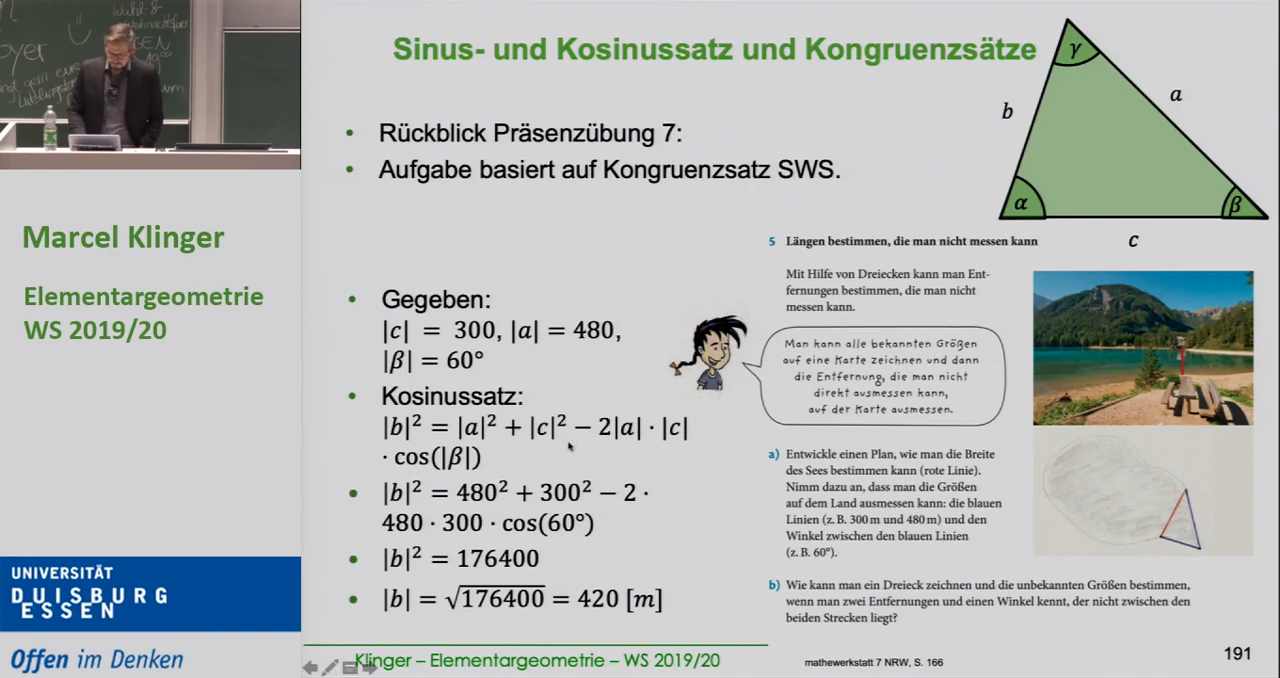 Wahl &
GEN
Sinus- und Kosinussatz und Kongruenzsätze
γ
b
a
α
β
c
• Rückblick Präsenzübung 7:
• Aufgabe basiert auf Kongruenzsatz SWS.
Marcel Klinger
Elementargeometrie
WS 2019/20
• Gegeben:
|c| = 300, |a| = 480,
|β| = 60°
• Kosinussatz:
|b|² = |a|² + |c|² − 2|a| · |c|
· cos(|β|)
• |b|² = 480² + 300² − 2 ·
480 · 300 · cos(60°)
• |b|² = 176400
• |b| = √176400 = 420 [m]
5 Längen bestimmen, die man nicht messen kann
Mit Hilfe von Dreiecken kann man Ent-
fernungen bestimmen, die man nicht
messen kann.
Man kann alle bekannten Größen
auf eine Karte zeichnen und dann
die Entfernung, die man nicht
direkt ausmessen kann,
auf der Karte ausmessen.
a) Entwickle einen Plan, wie man die Breite
des Sees bestimmen kann (rote Linie).
Nimm dazu an, dass man die Größen
auf dem Land ausmessen kann: die blauen
Linien (z. B. 300 m und 480 m) und den
Winkel zwischen den blauen Linien
(z. B. 60°).
b) Wie kann man ein Dreieck zeichnen und die unbekannten Größen bestimmen,
wenn man zwei Entfernungen und einen Winkel kennt, der nicht zwischen den
beiden Strecken liegt?
UNIVERSITÄT
DUISBURG
ESSEN
Offen im Denken
Klinger – Elementargeometrie – WS 2019/20
mathewerkstatt 7 NRW, S. 166
191